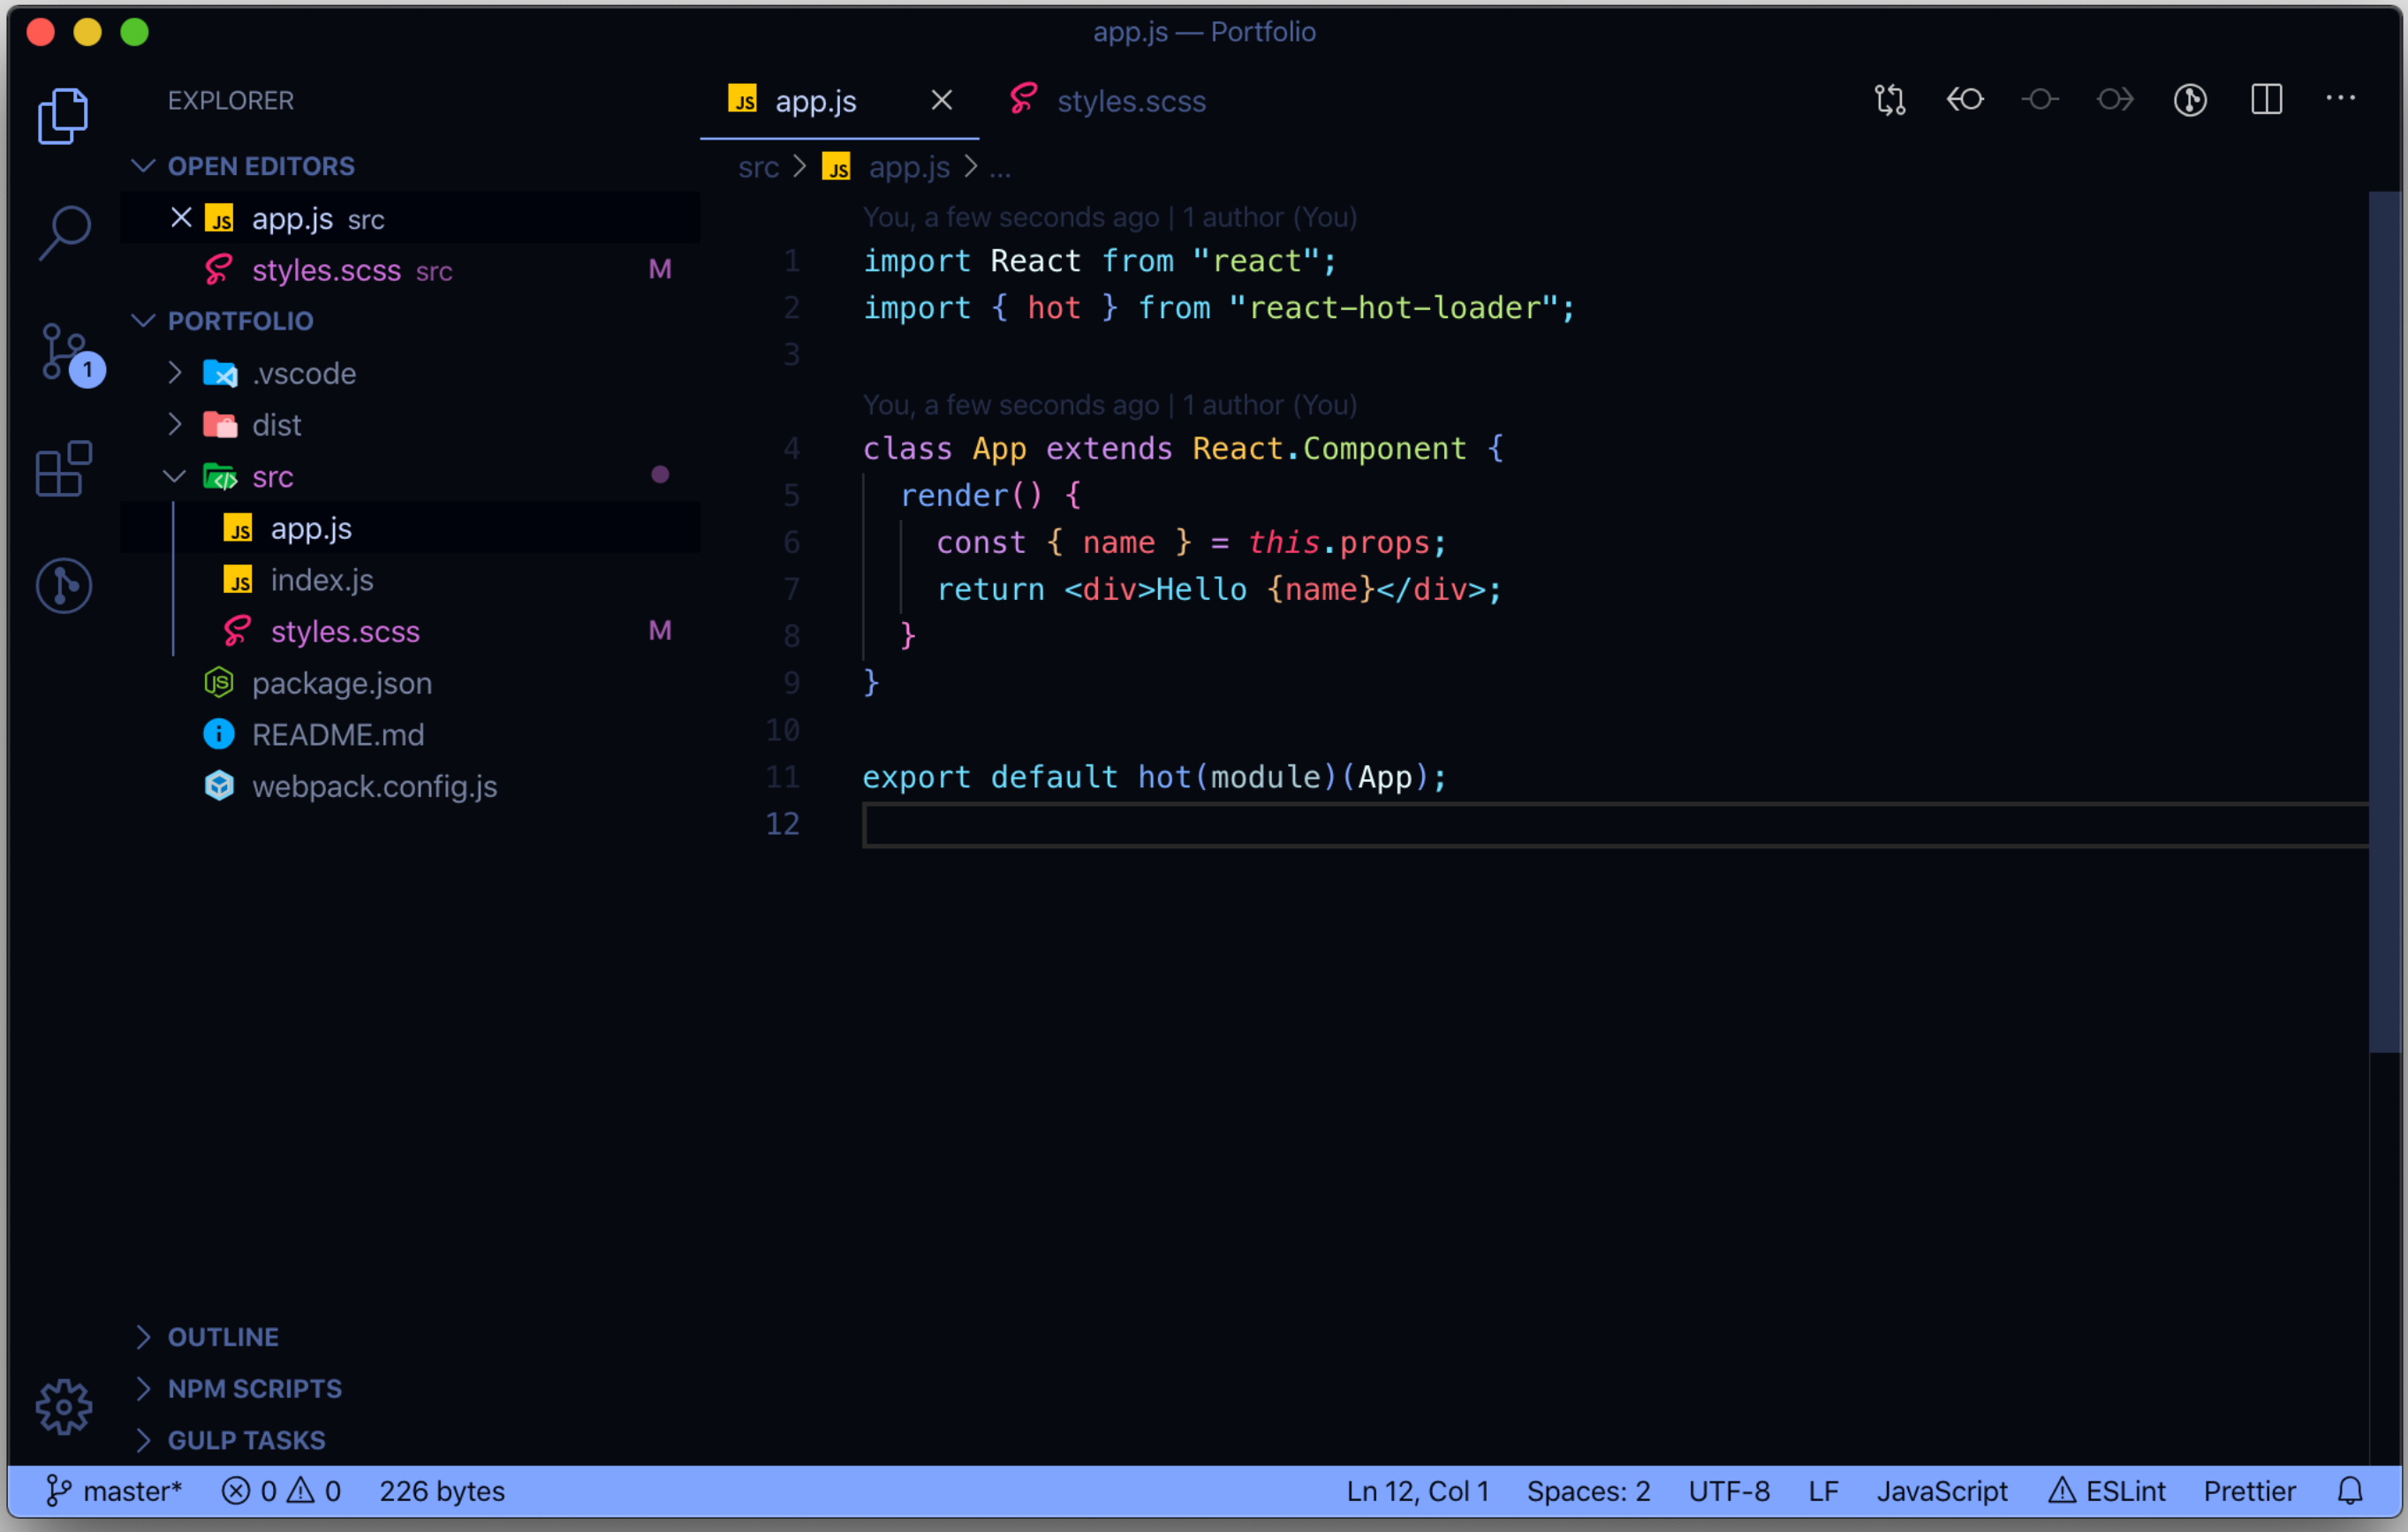 app.js — Portfolio
EXPLORER
OPEN EDITORS
JS app.js src
styles.scss src M
PORTFOLIO
.vscode
dist
src
JS app.js
JS index.js
styles.scss M
JS package.json
i README.md
webpack.config.js
OUTLINE
NPM SCRIPTS
GULP TASKS
1
JS app.js styles.scss
src > JS app.js > ...
You, a few seconds ago | 1 author (You)
1 import React from "react";
2 import { hot } from "react-hot-loader";
3
You, a few seconds ago | 1 author (You)
4 class App extends React.Component {
5 render() {
6 const { name } = this.props;
7 return <div>Hello {name}</div>;
8 }
9 }
10
11 export default hot(module)(App);
12
master* 0 0 226 bytes Ln 12, Col 1 Spaces: 2 UTF-8 LF JavaScript ESLint Prettier